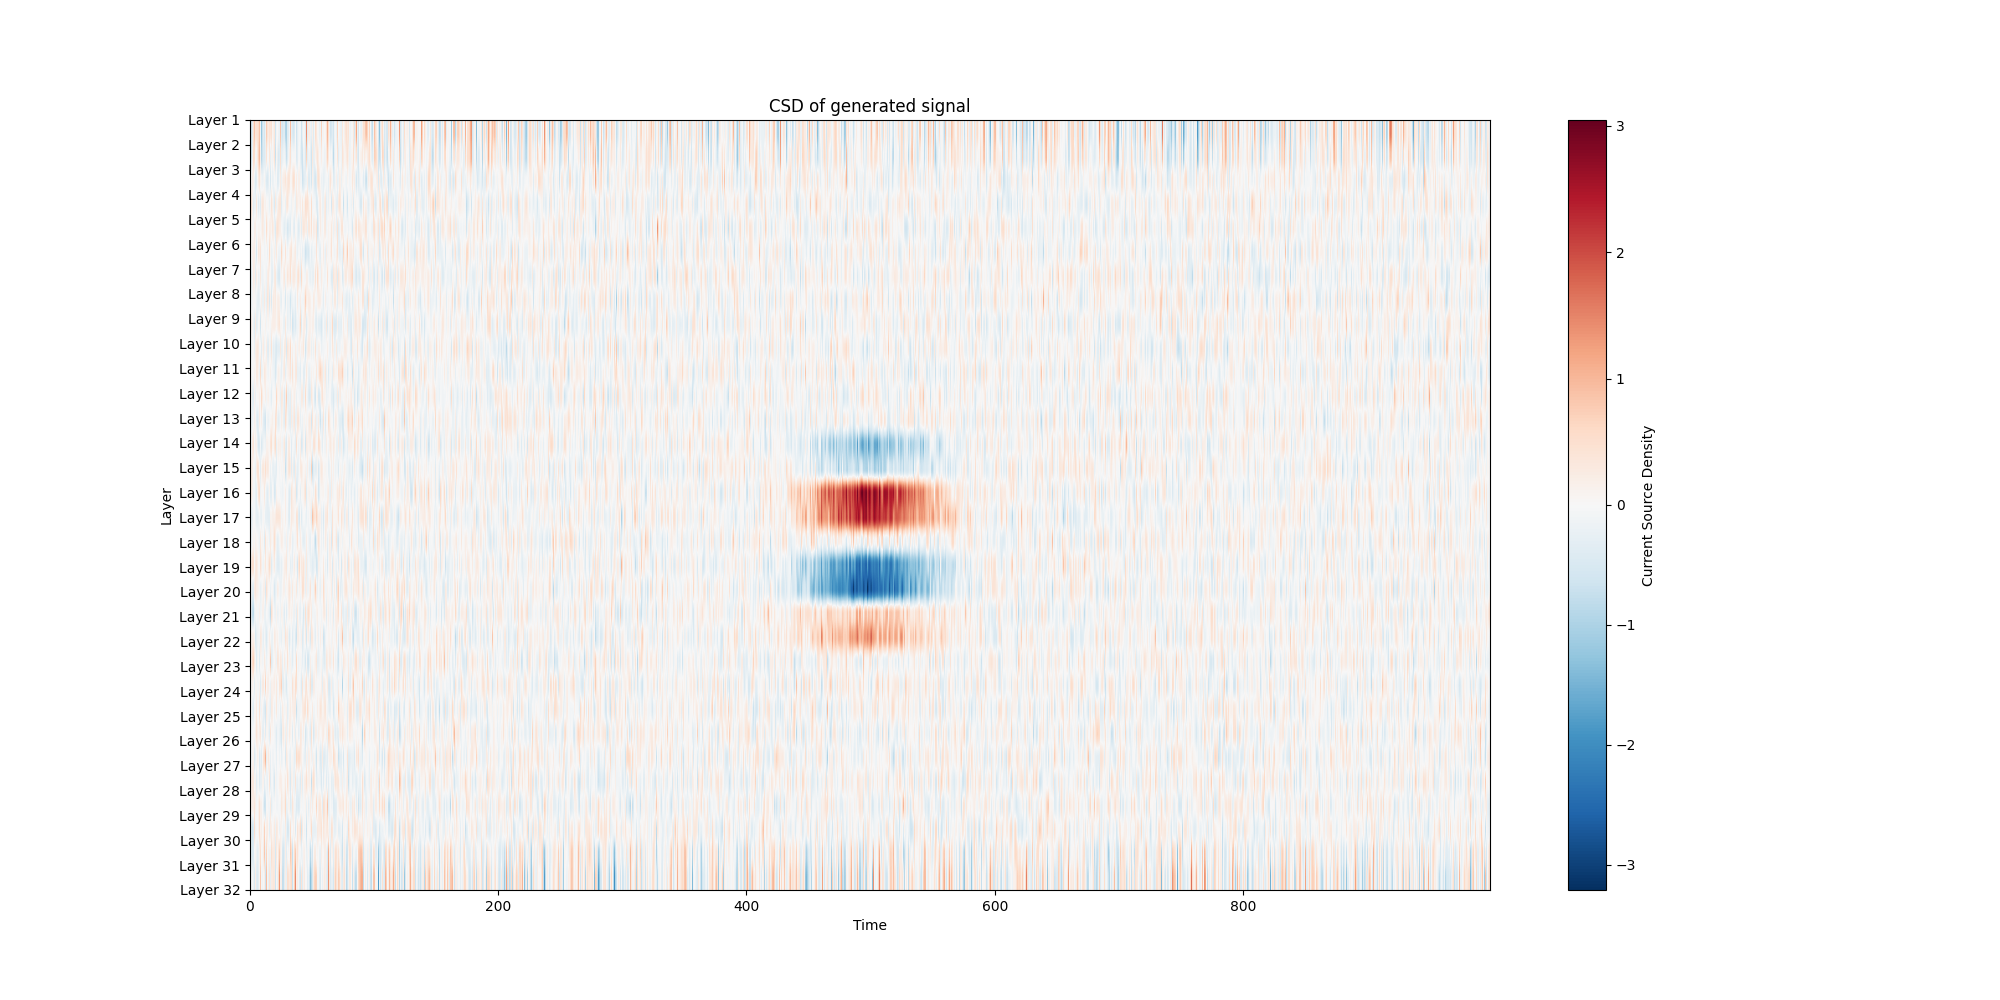 CSD of generated signal
Layer 1
Layer 2
Layer 3
Layer 4
Layer 5
Layer 6
Layer 7
Layer 8
Layer 9
Layer 10
Layer 11
Layer 12
Layer 13
Layer 14
Layer 15
Layer 16
Layer 17
Layer 18
Layer 19
Layer 20
Layer 21
Layer 22
Layer 23
Layer 24
Layer 25
Layer 26
Layer 27
Layer 28
Layer 29
Layer 30
Layer 31
Layer 32
Layer
0 200 400 600 800
Time
3
2
1
0
−1
−2
−3
Current Source Density